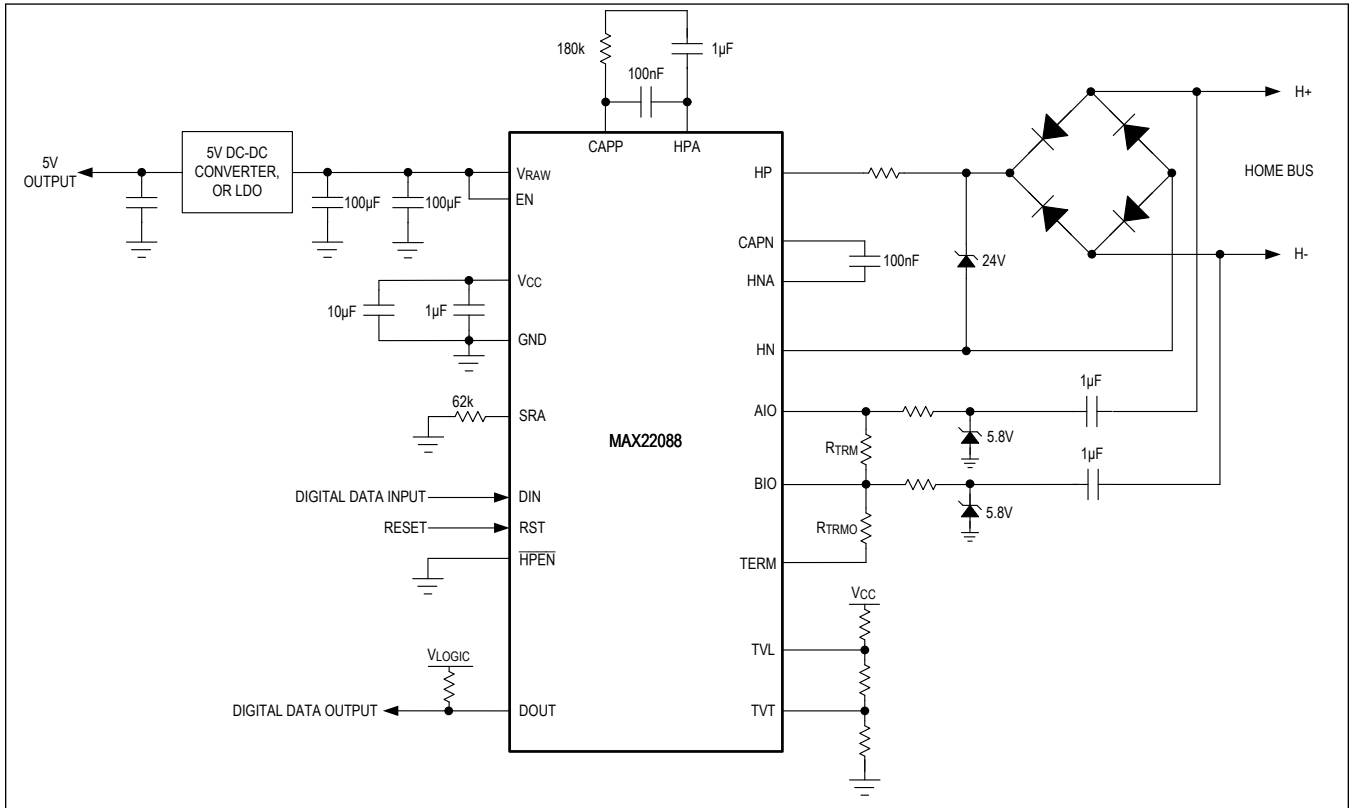 180k
1µF
100nF
CAPP
HPA
5V
OUTPUT
5V DC-DC
CONVERTER,
OR LDO
100µF
100µF
VRAW
EN
VCC
10µF
1µF
GND
62k
SRA
MAX22088
DIGITAL DATA INPUT
DIN
RESET
RST
HPEN
VLOGIC
DIGITAL DATA OUTPUT
DOUT
HP
CAPN
HNA
100nF
24V
HN
H+
HOME BUS
H-
AIO
1µF
RTRM
5.8V
1µF
BIO
RTRMO
5.8V
TERM
VCC
TVL
TVT